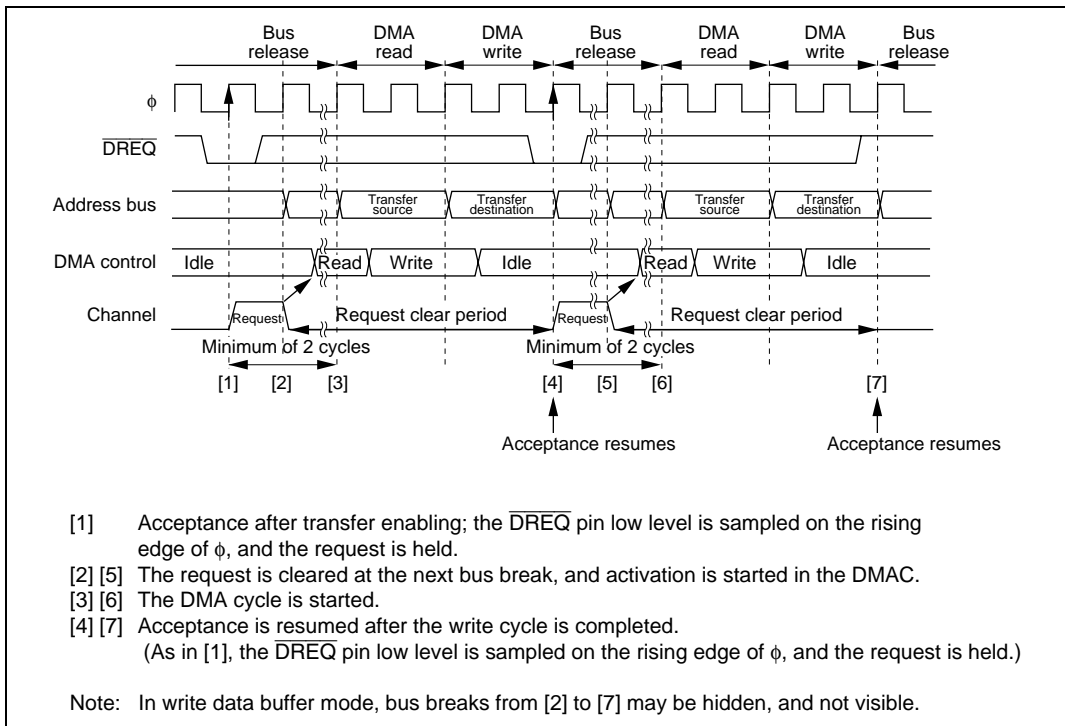 Bus release
DMA read
DMA write
Bus release
DMA read
DMA write
Bus release
ϕ
D̅R̅E̅Q̅
Address bus
Transfer source
Transfer destination
Transfer source
Transfer destination
DMA control
Idle
Read
Write
Idle
Read
Write
Idle
Channel
Request
Request clear period
Request
Request clear period
Minimum of 2 cycles
Minimum of 2 cycles
[1] [2] [3] [4] [5] [6] [7]
Acceptance resumes
Acceptance resumes
[1] Acceptance after transfer enabling; the D̅R̅E̅Q̅ pin low level is sampled on the rising
edge of ϕ, and the request is held.
[2] [5] The request is cleared at the next bus break, and activation is started in the DMAC.
[3] [6] The DMA cycle is started.
[4] [7] Acceptance is resumed after the write cycle is completed.
(As in [1], the D̅R̅E̅Q̅ pin low level is sampled on the rising edge of ϕ, and the request is held.)
Note: In write data buffer mode, bus breaks from [2] to [7] may be hidden, and not visible.